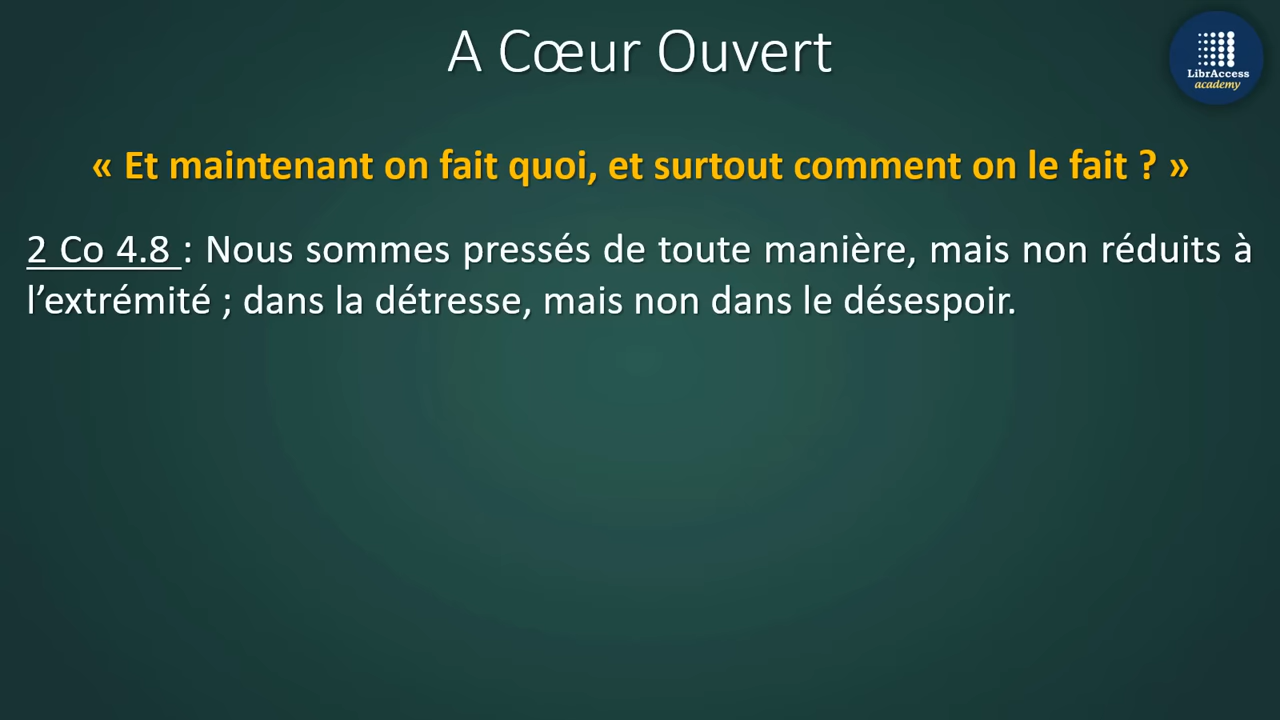 A Cœur Ouvert
LibrAccess
academy
« Et maintenant on fait quoi, et surtout comment on le fait ? »
2 Co 4.8 : Nous sommes pressés de toute manière, mais non réduits à
l’extrémité ; dans la détresse, mais non dans le désespoir.